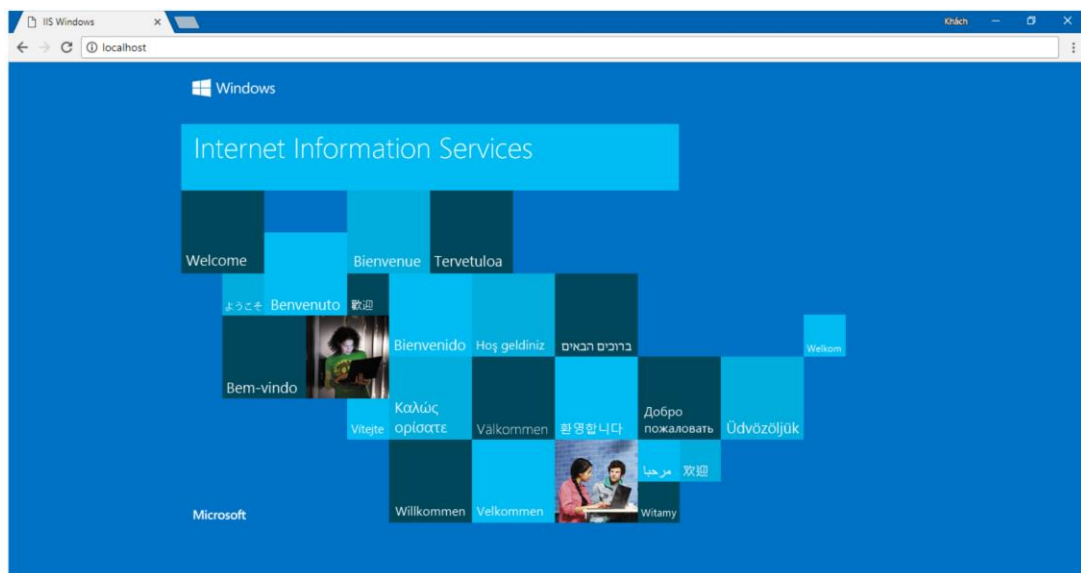 IIS Windows
Khách
localhost
Windows
Internet Information Services
Welcome
Bienvenue
Tervetuloa
ようこそ
Benvenuto
歡迎
Bienvenido
Hoş geldiniz
ברוכים הבאים
Welkom
Bem-vindo
Vítejte
Καλώς
ορίσατε
Välkommen
환영합니다
Добро
пожаловать
Üdvözöljük
مرحبا
欢迎
Microsoft
Willkommen
Velkommen
Witamy